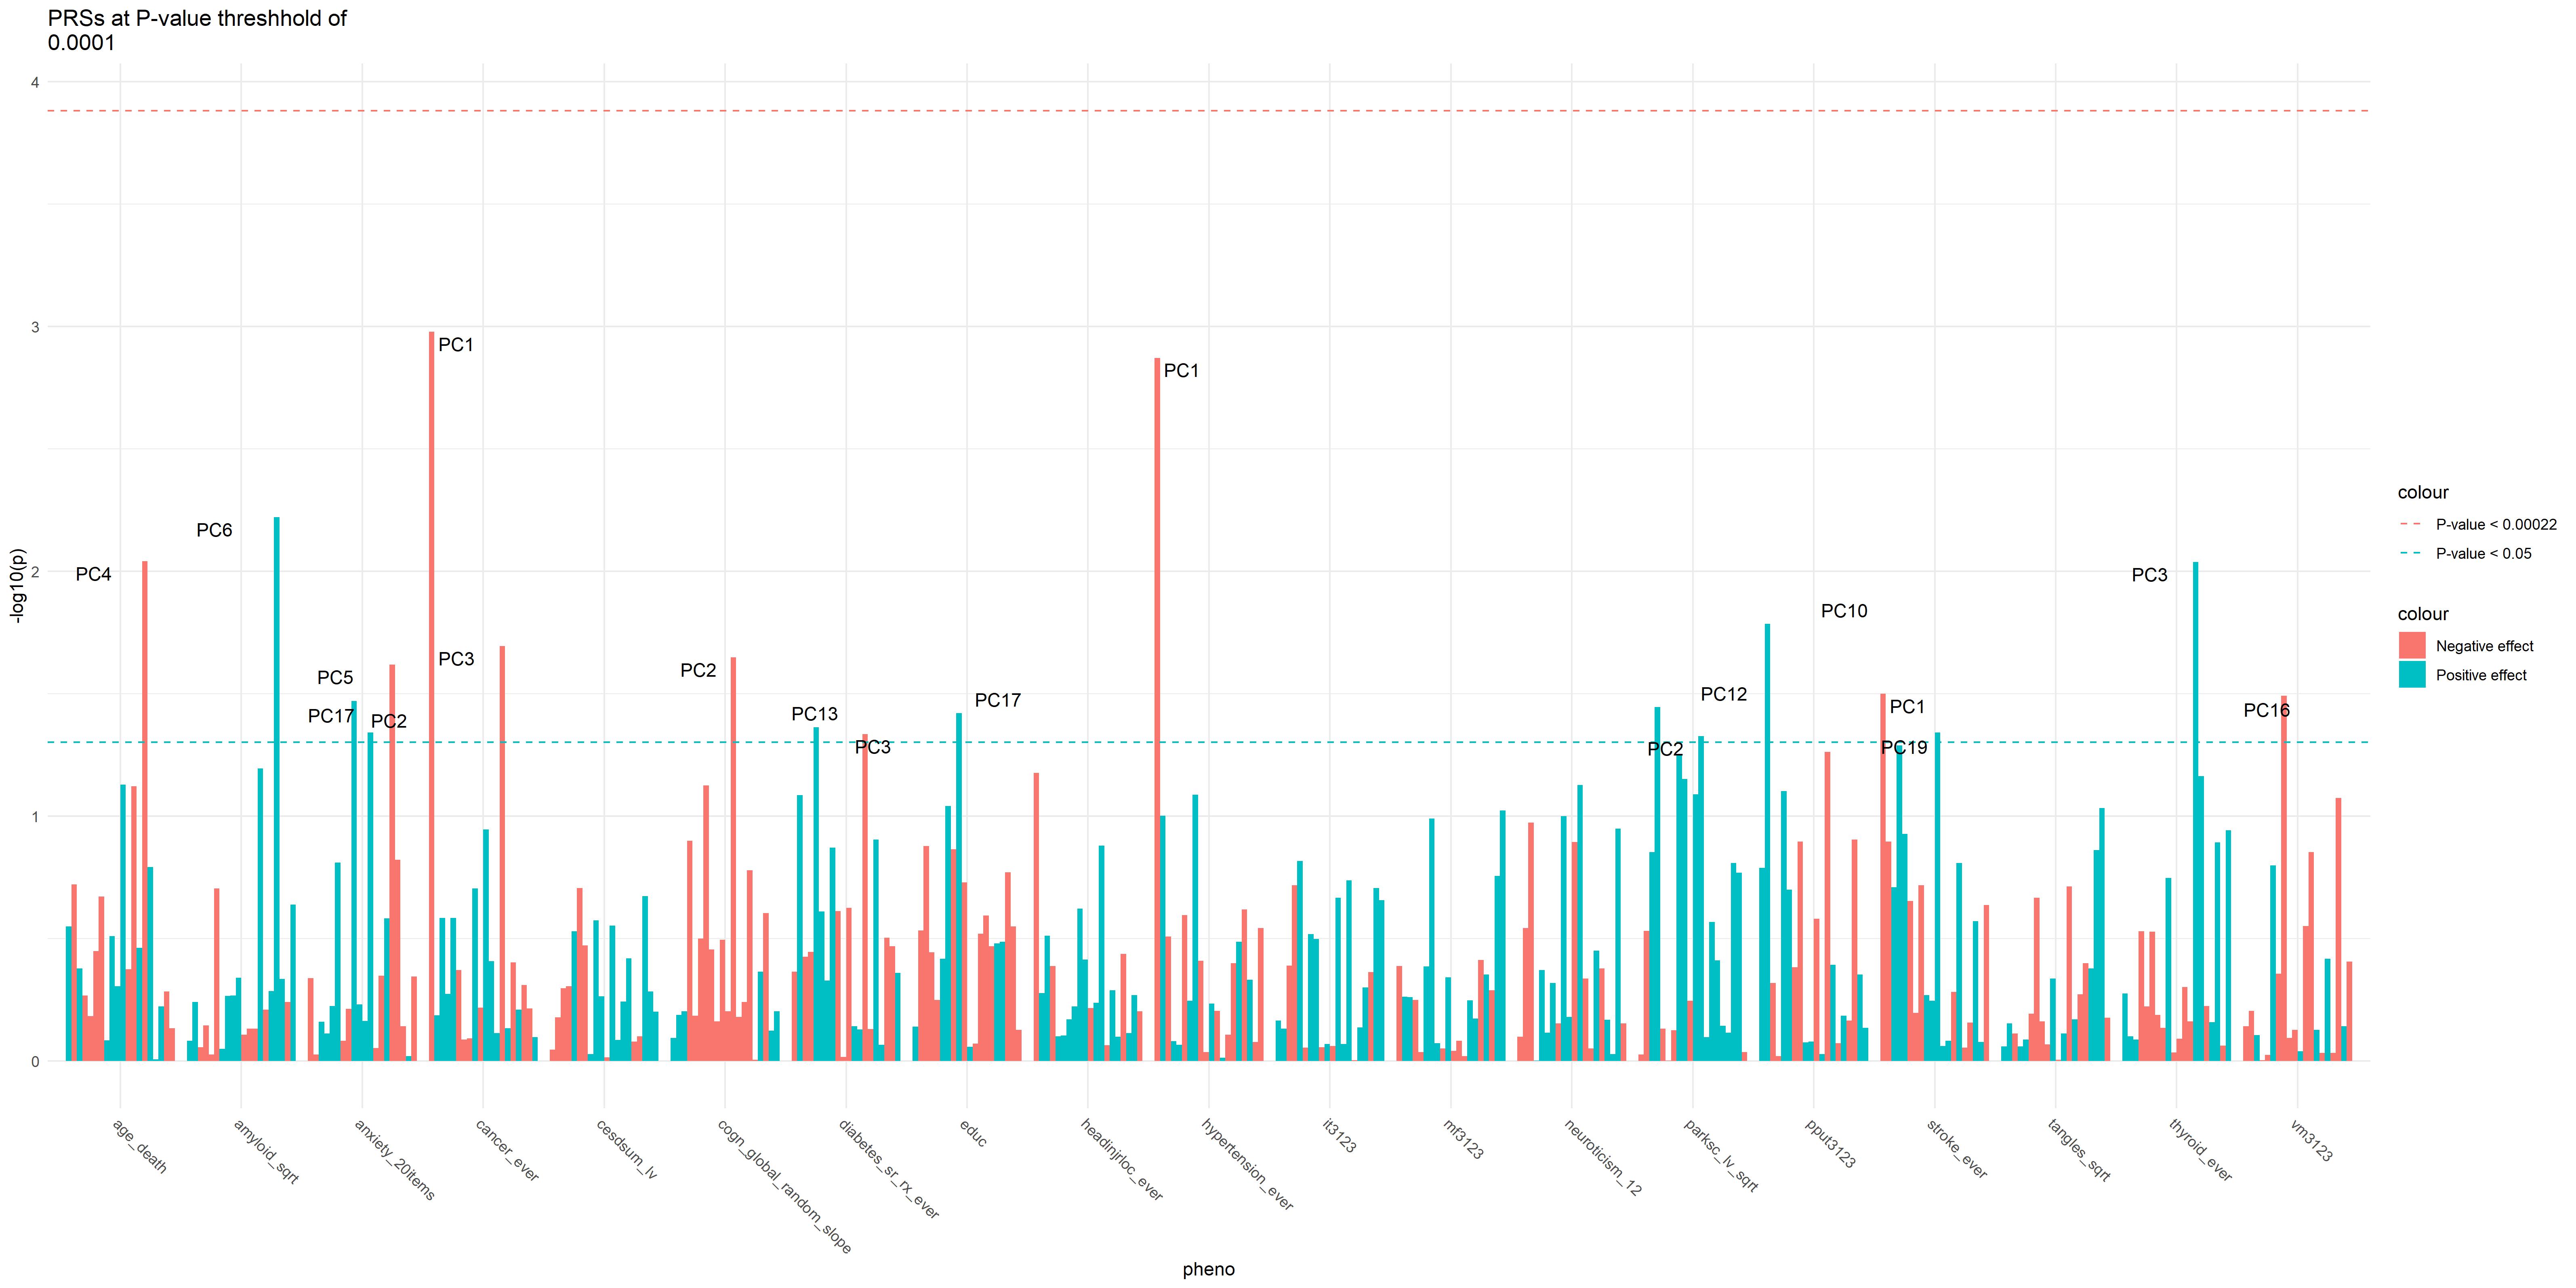 PRSs at P-value threshhold of
0.0001
4
3
2
1
0
-log10(p)
PC1
PC1
PC6
PC4
PC3
PC10
PC3
PC5
PC2
PC12
PC17
PC2
PC13
PC17
PC1
PC16
PC3
PC2
PC19
age_death
amyloid_sqrt
anxiety_20items
cancer_ever
cesdsum_lv
cogn_global_random_slope
diabetes_sr_rx_ever
educ
headinjrloc_ever
hypertension_ever
it3123
mf3123
neuroticism_12
parksc_lv_sqrt
pput3123
stroke_ever
tangles_sqrt
thyroid_ever
vm3123
pheno
colour
P-value < 0.00022
P-value < 0.05
colour
Negative effect
Positive effect